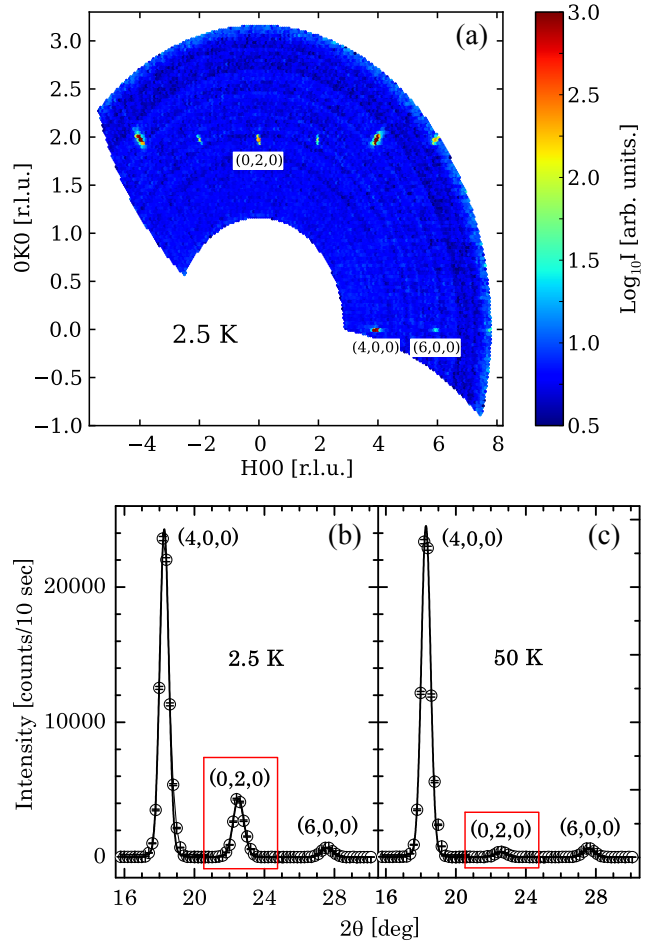 (a)
3.0
2.5
2.0
1.5
1.0
0.5
0.0
−0.5
−1.0
0K0 [r.l.u.]
(0,2,0)
2.5 K
(4,0,0)
(6,0,0)
−4
−2
0
2
4
6
8
H00 [r.l.u.]
3.0
2.5
2.0
1.5
1.0
0.5
Log₁₀I [arb. units.]
(b)
(4,0,0)
2.5 K
(0,2,0)
(6,0,0)
(c)
(4,0,0)
50 K
(0,2,0)
(6,0,0)
20000
10000
0
Intensity [counts/10 sec]
16 20 24 28 16 20 24 28
2θ [deg]